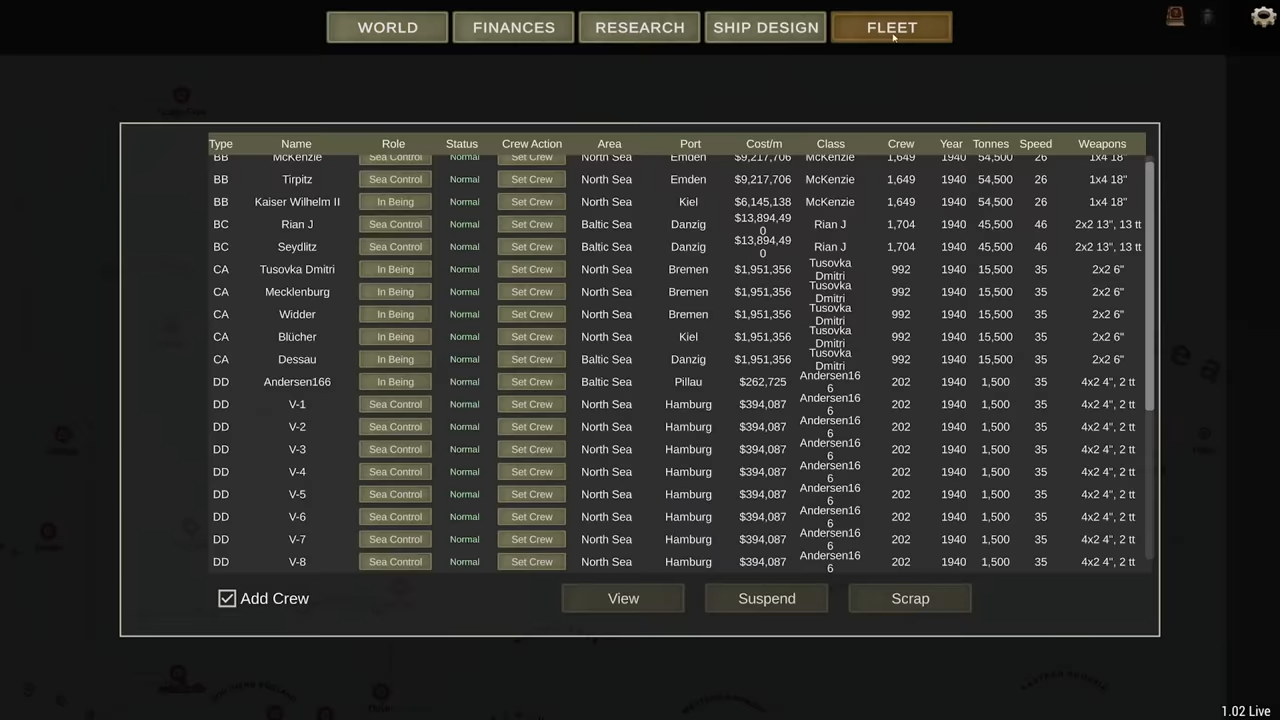 WORLD FINANCES RESEARCH SHIP DESIGN FLEET
Type Name Role Status Crew Action Area Port Cost/m Class Crew Year Tonnes Speed Weapons
BB McKenzie Sea Control Normal Set Crew North Sea Emden $9,217,706 McKenzie 1,649 1940 54,500 26 1x4 18"
BB Tirpitz Sea Control Normal Set Crew North Sea Emden $9,217,706 McKenzie 1,649 1940 54,500 26 1x4 18"
BB Kaiser Wilhelm II In Being Normal Set Crew North Sea Kiel $6,145,138 McKenzie 1,649 1940 54,500 26 1x4 18"
BC Rian J Sea Control Normal Set Crew Baltic Sea Danzig $13,894,490 Rian J 1,704 1940 45,500 46 2x2 13", 13 tt
BC Seydlitz Sea Control Normal Set Crew Baltic Sea Danzig $13,894,490 Rian J 1,704 1940 45,500 46 2x2 13", 13 tt
CA Tusovka Dmitri In Being Normal Set Crew North Sea Bremen $1,951,356 Tusovka Dmitri 992 1940 15,500 35 2x2 6"
CA Mecklenburg In Being Normal Set Crew North Sea Bremen $1,951,356 Tusovka Dmitri 992 1940 15,500 35 2x2 6"
CA Widder In Being Normal Set Crew North Sea Bremen $1,951,356 Tusovka Dmitri 992 1940 15,500 35 2x2 6"
CA Blücher In Being Normal Set Crew North Sea Kiel $1,951,356 Tusovka Dmitri 992 1940 15,500 35 2x2 6"
CA Dessau In Being Normal Set Crew Baltic Sea Danzig $1,951,356 Tusovka Dmitri 992 1940 15,500 35 2x2 6"
DD Andersen166 In Being Normal Set Crew Baltic Sea Pillau $262,725 Andersen166 202 1940 1,500 35 4x2 4", 2 tt
DD V-1 Sea Control Normal Set Crew North Sea Hamburg $394,087 Andersen166 202 1940 1,500 35 4x2 4", 2 tt
DD V-2 Sea Control Normal Set Crew North Sea Hamburg $394,087 Andersen166 202 1940 1,500 35 4x2 4", 2 tt
DD V-3 Sea Control Normal Set Crew North Sea Hamburg $394,087 Andersen166 202 1940 1,500 35 4x2 4", 2 tt
DD V-4 Sea Control Normal Set Crew North Sea Hamburg $394,087 Andersen166 202 1940 1,500 35 4x2 4", 2 tt
DD V-5 Sea Control Normal Set Crew North Sea Hamburg $394,087 Andersen166 202 1940 1,500 35 4x2 4", 2 tt
DD V-6 Sea Control Normal Set Crew North Sea Hamburg $394,087 Andersen166 202 1940 1,500 35 4x2 4", 2 tt
DD V-7 Sea Control Normal Set Crew North Sea Hamburg $394,087 Andersen166 202 1940 1,500 35 4x2 4", 2 tt
DD V-8 Sea Control Normal Set Crew North Sea Hamburg $394,087 Andersen166 202 1940 1,500 35 4x2 4", 2 tt
Add Crew View Suspend Scrap
1.02 Live